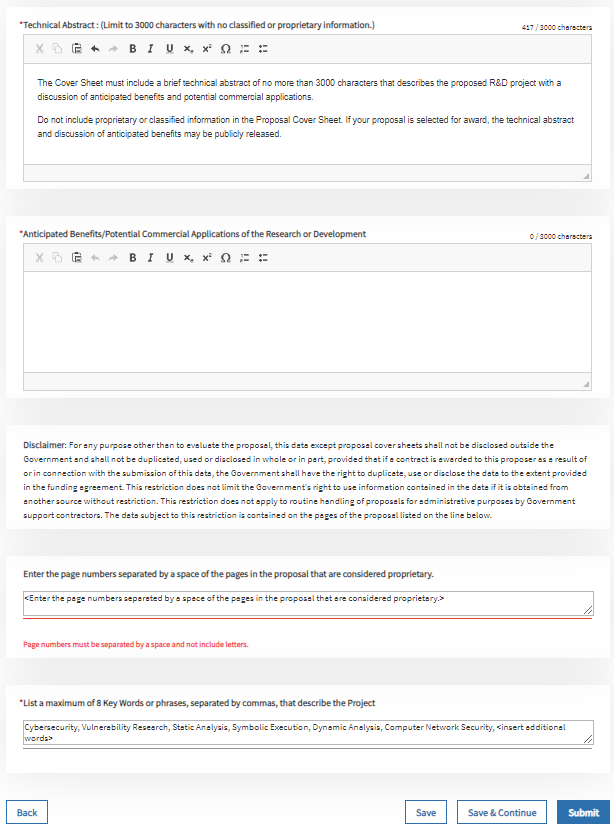 *Technical Abstract: (Limit to 3000 characters with no classified or proprietary information.)
417 / 3000 characters
B I U x₂ x² Ω
The Cover Sheet must include a brief technical abstract of no more than 3000 characters that describes the proposed R&D project with a
discussion of anticipated benefits and potential commercial applications.
Do not include proprietary or classified information in the Proposal Cover Sheet. If your proposal is selected for award, the technical abstract
and discussion of anticipated benefits may be publicly released.
*Anticipated Benefits/Potential Commercial Applications of the Research or Development
0 / 3000 characters
B I U x₂ x² Ω
Disclaimer: For any purpose other than to evaluate the proposal, this data except proposal cover sheets shall not be disclosed outside the
Government and shall not be duplicated, used or disclosed in whole or in part, provided that if a contract is awarded to this proposer as a result of
or in connection with the submission of this data, the Government shall have the right to duplicate, use or disclose the data to the extent provided
in the funding agreement. This restriction does not limit the Government's right to use information contained in the data if it is obtained from
another source without restriction. This restriction does not apply to routine handling of proposals for administrative purposes by Government
support contractors. The data subject to this restriction is contained on the pages of the proposal listed on the line below.
Enter the page numbers separated by a space of the pages in the proposal that are considered proprietary.
<Enter the page numbers separated by a space of the pages in the proposal that are considered proprietary.>
Page numbers must be separated by a space and not include letters.
*List a maximum of 8 Key Words or phrases, separated by commas, that describe the Project
Cybersecurity, Vulnerability Research, Static Analysis, Symbolic Execution, Dynamic Analysis, Computer Network Security, <insert additional
words>
Back
Save
Save & Continue
Submit